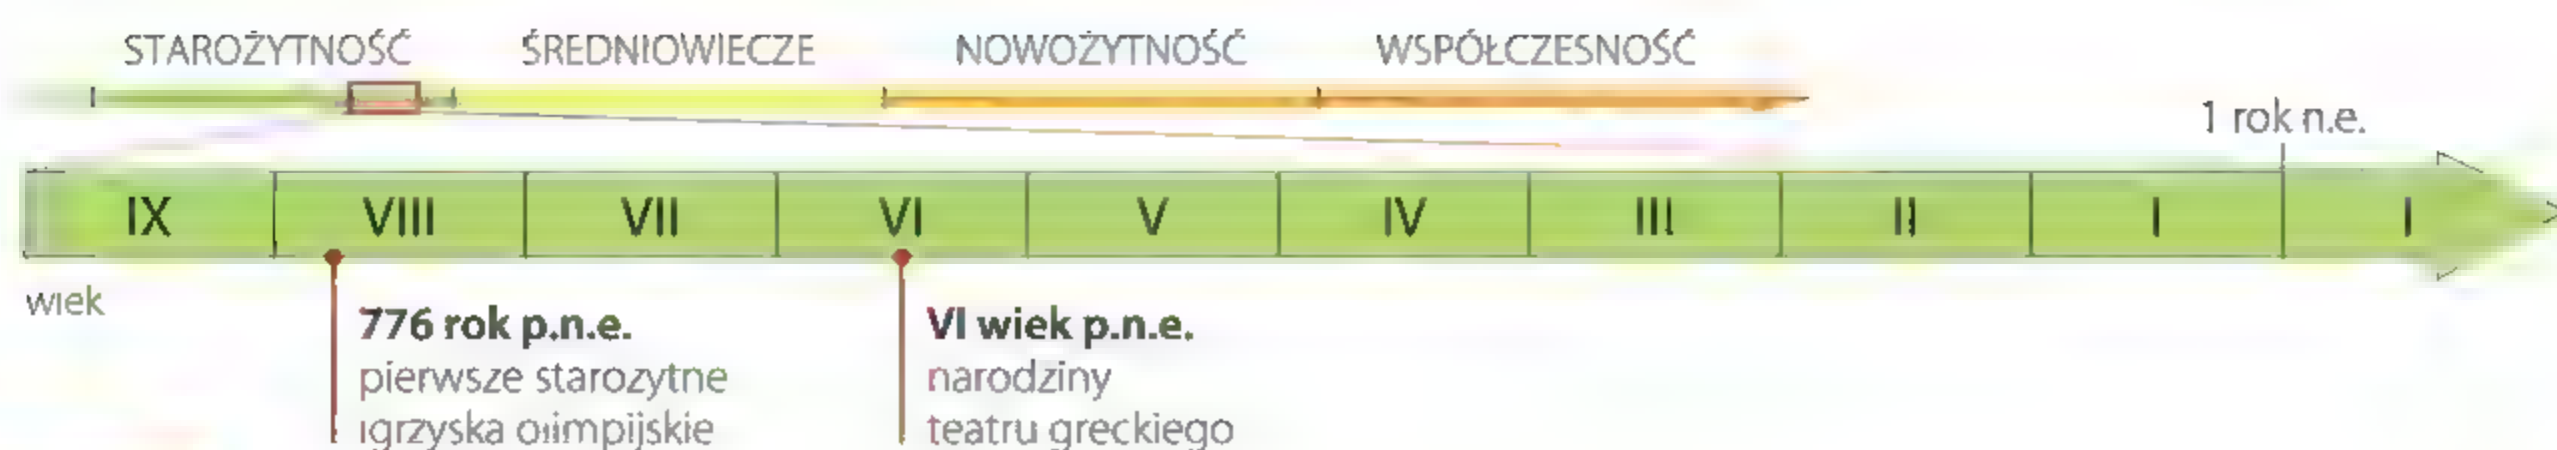 STAROŻYTNOŚĆ ŚREDNIOWIECZE NOWOŻYTNOŚĆ WSPÓŁCZESNOŚĆ
1 rok n.e.
IX VIII VII VI V IV III II I I
wiek
776 rok p.n.e.
pierwsze starożytne
igrzyska olimpijskie
VI wiek p.n.e.
narodziny
teatru greckiego